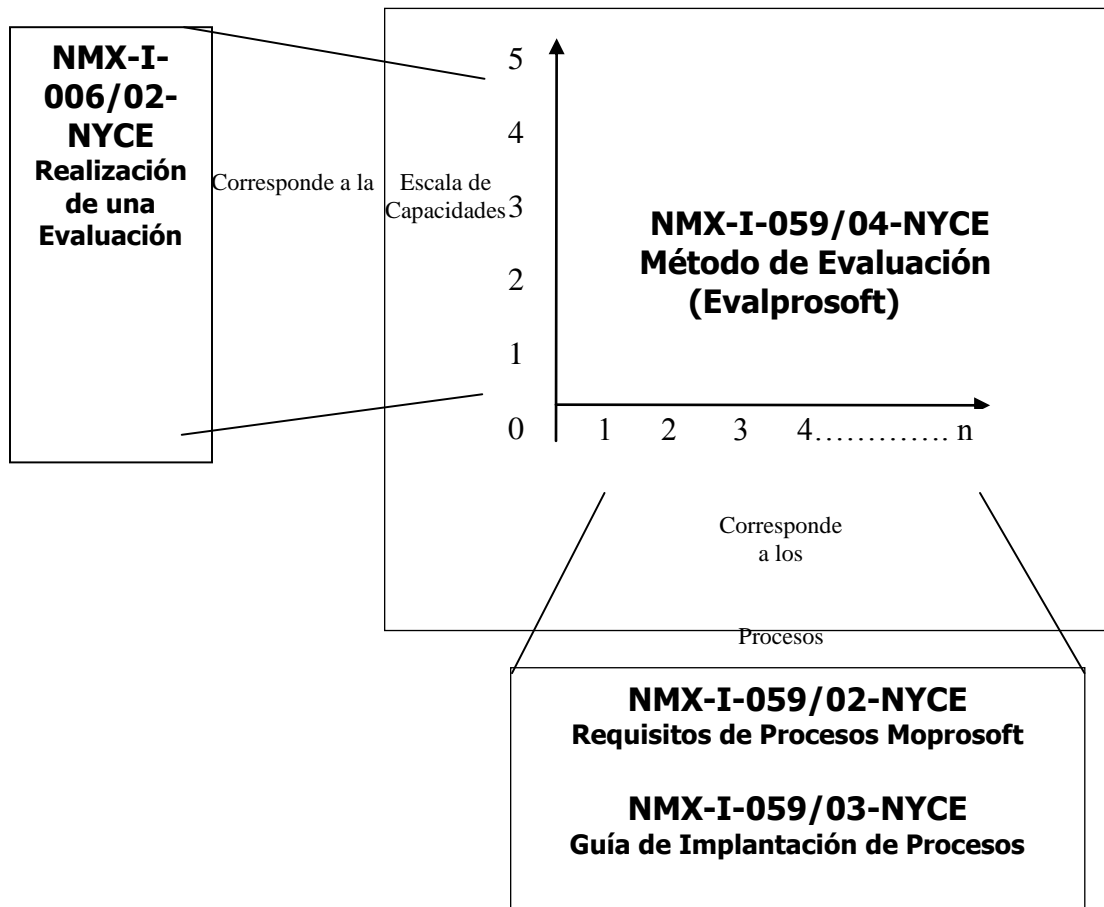 NMX-I-
006/02-
NYCE
Realización
de una
Evaluación
Corresponde a la
Escala de
Capacidades
5
4
3
2
1
0
NMX-I-059/04-NYCE
Método de Evaluación
(Evalprosoft)
1 2 3 4............. n
Corresponde
a los
Procesos
NMX-I-059/02-NYCE
Requisitos de Procesos Moprosoft
NMX-I-059/03-NYCE
Guía de Implantación de Procesos